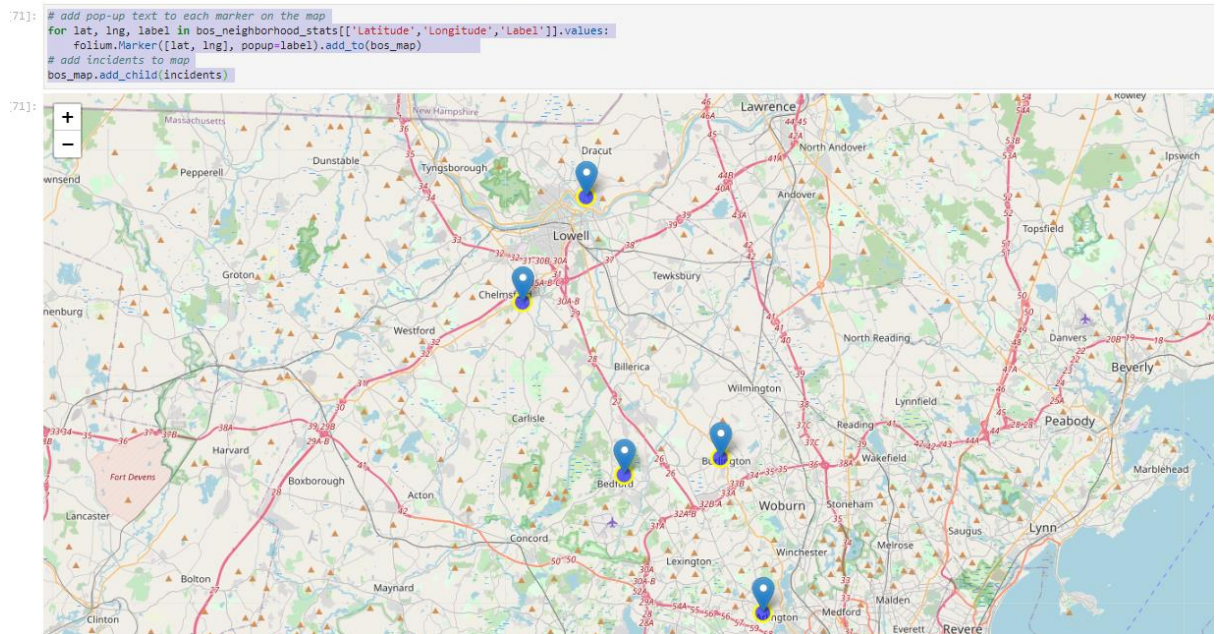 [71]:
# add pop-up text to each marker on the map
for lat, lng, label in bos_neighborhood_stats[['Latitude','Longitude','Label']].values:
    folium.Marker([lat, lng], popup=label).add_to(bos_map)
# add incidents to map
bos_map.add_child(incidents)
[71]:
+
−
Massachusetts
New Hampshire
Lawrence
Rowley
Pepperell
Dunstable
Tyngsborough
Dracut
North Andover
Ipswich
Andover
Topsfield
Lowell
Groton
Tewksbury
Chelmsford
Westford
North Reading
Danvers
Billerica
Beverly
Wilmington
Lynnfield
Carlisle
Peabody
Reading
Harvard
Burlington
Wakefield
Fort Devens
Boxborough
Bedford
Marblehead
Acton
Woburn
Stoneham
Lancaster
Concord
Saugus
Lynn
Lexington
Winchester
Melrose
Bolton
Maynard
Malden
Clinton
Medford
Everett
Revere